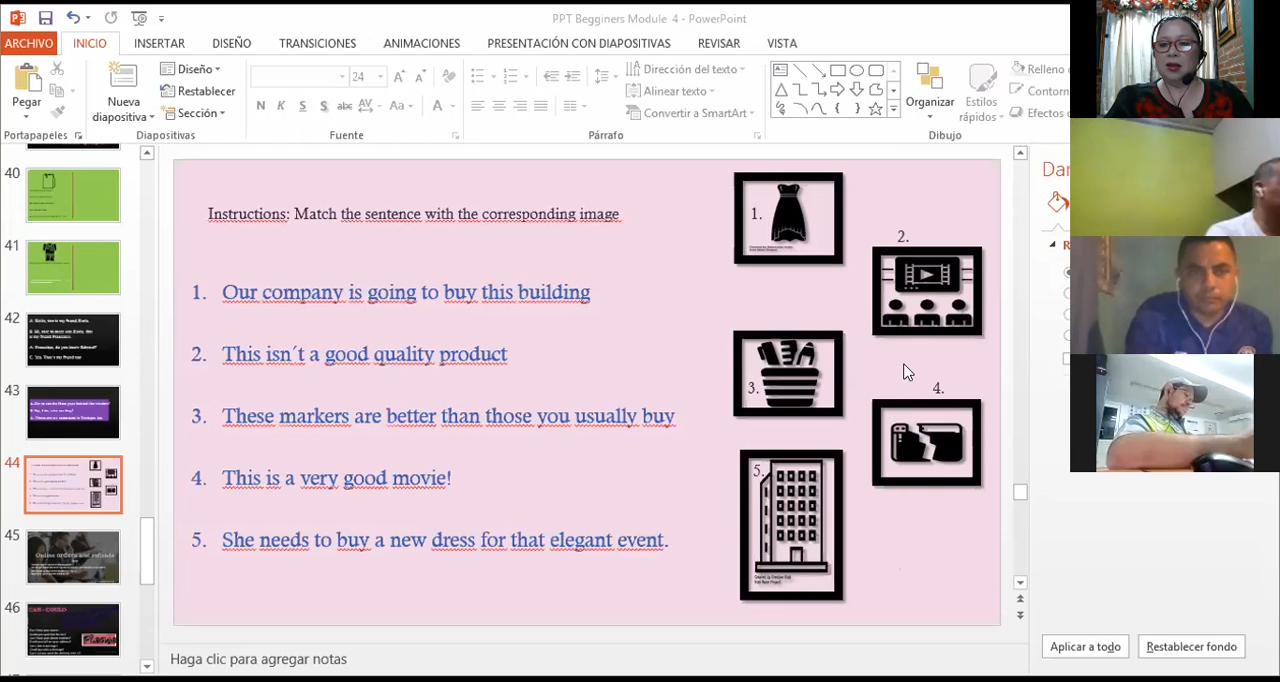 PPT Begginers Module 4 - PowerPoint
ARCHIVO INICIO INSERTAR DISEÑO TRANSICIONES ANIMACIONES PRESENTACIÓN CON DIAPOSITIVAS REVISAR VISTA
Pegar
Nueva diapositiva
Diseño
Restablecer
Sección
24
N K S S abc AV Aa A
Dirección del texto
Alinear texto
Convertir a SmartArt
Organizar
Estilos rápidos
Relleno
Contorn
Efectos
Portapapeles Diapositivas Fuente Párrafo Dibujo
40
41
42
43
44
45
46
Instructions: Match the sentence with the corresponding image
1. Our company is going to buy this building
2. This isn´t a good quality product
3. These markers are better than those you usually buy
4. This is a very good movie!
5. She needs to buy a new dress for that elegant event.
1.
2.
3.
4.
5.
Haga clic para agregar notas
Aplicar a todo
Restablecer fondo